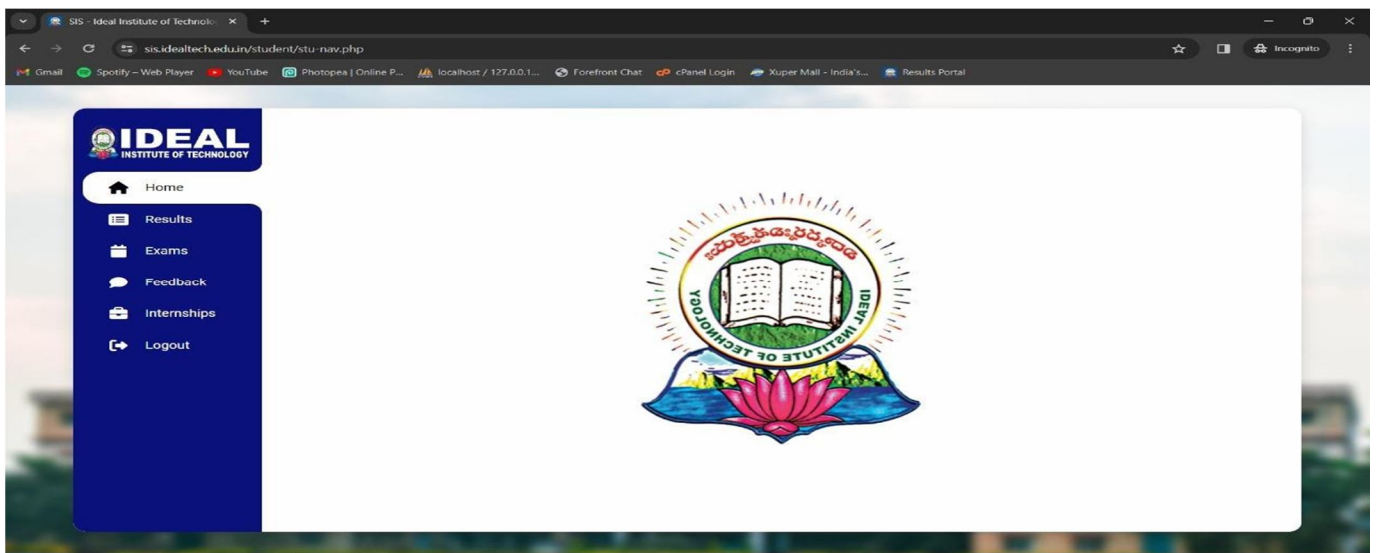 SIS - Ideal Institute of Technolo
sis.idealtech.edu.in/student/stu-nav.php
Incognito
Gmail
Spotify – Web Player
YouTube
Photopea | Online P...
localhost / 127.0.0.1...
Forefront Chat
cPanel Login
Xuper Mall - India's...
Results Portal
IDEAL
INSTITUTE OF TECHNOLOGY
Home
Results
Exams
Feedback
Internships
Logout
IDEAL INSTITUTE OF TECHNOLOGY